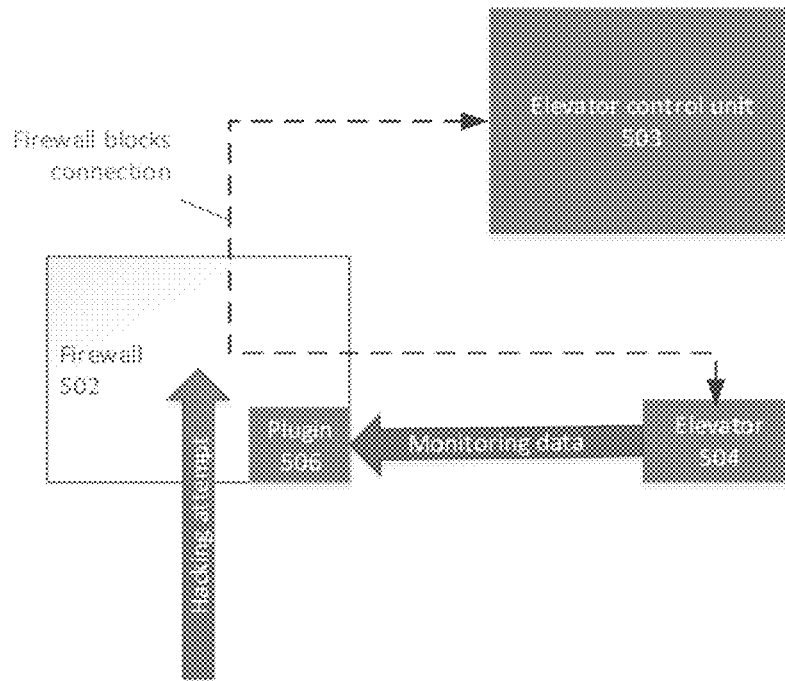 Elevator control unit
503
Firewall blocks
connection
Firewall
502
Plugin
506
Monitoring data
Elevator
504
Hacking attempt